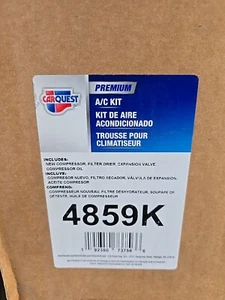 CARQUEST
PREMIUM
A/C KIT
KIT DE AIRE
ACONDICIONADO
TROUSSE POUR
CLIMATISEUR
INCLUDES:
NEW COMPRESSOR, FILTER DRIER, EXPANSION VALVE,
COMPRESSOR OIL
INCLUYE:
COMPRESOR NUEVO, FILTRO SECADOR, VÁLVULA DE EXPANSIÓN,
ACEITE COMPRESOR
COMPREND:
COMPRESSEUR NOUVEAU, FILTRE DESHYDRATEUR, SOUPAPE DE
DÉTENTE, HUILE DE COMPRESSEUR
4859K